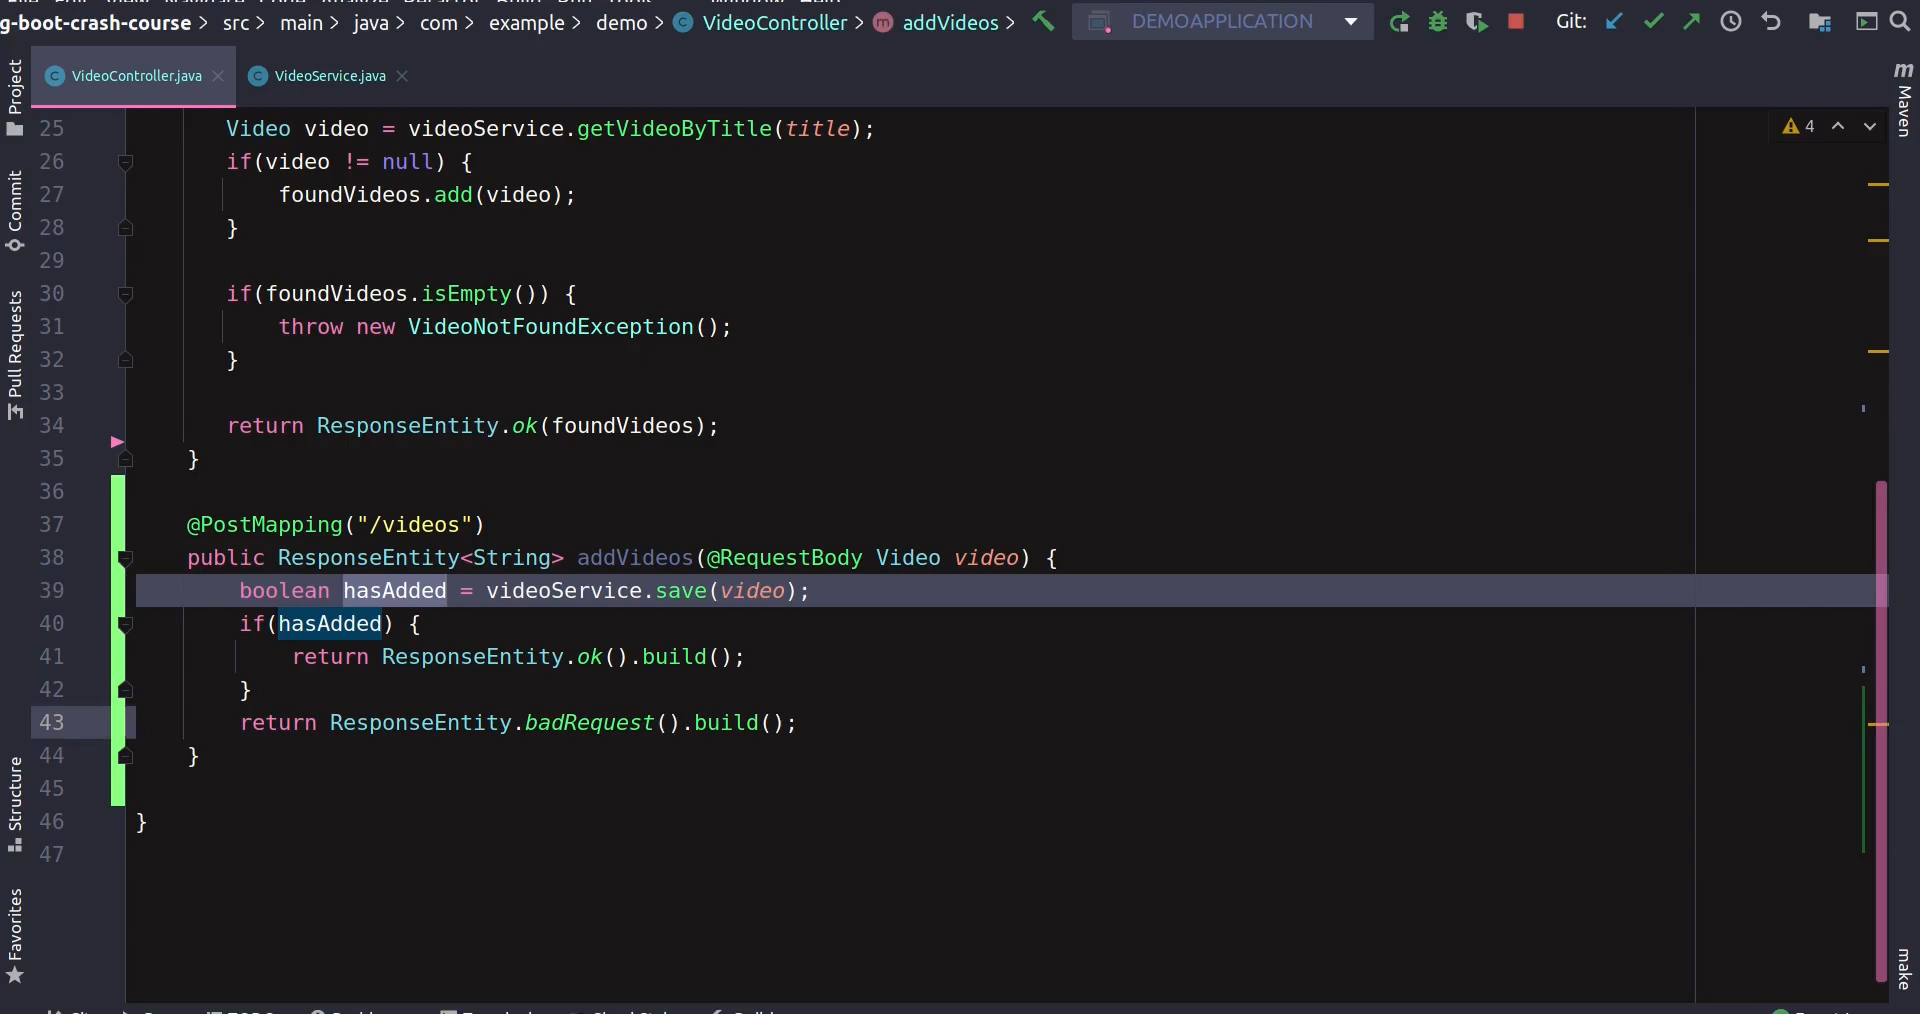 g-boot-crash-course > src > main > java > com > example > demo > VideoController > addVideos > DEMOAPPLICATION Git:
VideoController.java VideoService.java
Project
Commit
Pull Requests
Structure
Favorites
Maven
make
4
25 Video video = videoService.getVideoByTitle(title);
26 if(video != null) {
27 foundVideos.add(video);
28 }
29
30 if(foundVideos.isEmpty()) {
31 throw new VideoNotFoundException();
32 }
33
34 return ResponseEntity.ok(foundVideos);
35 }
36
37 @PostMapping("/videos")
38 public ResponseEntity<String> addVideos(@RequestBody Video video) {
39 boolean hasAdded = videoService.save(video);
40 if(hasAdded) {
41 return ResponseEntity.ok().build();
42 }
43 return ResponseEntity.badRequest().build();
44 }
45
46 }
47